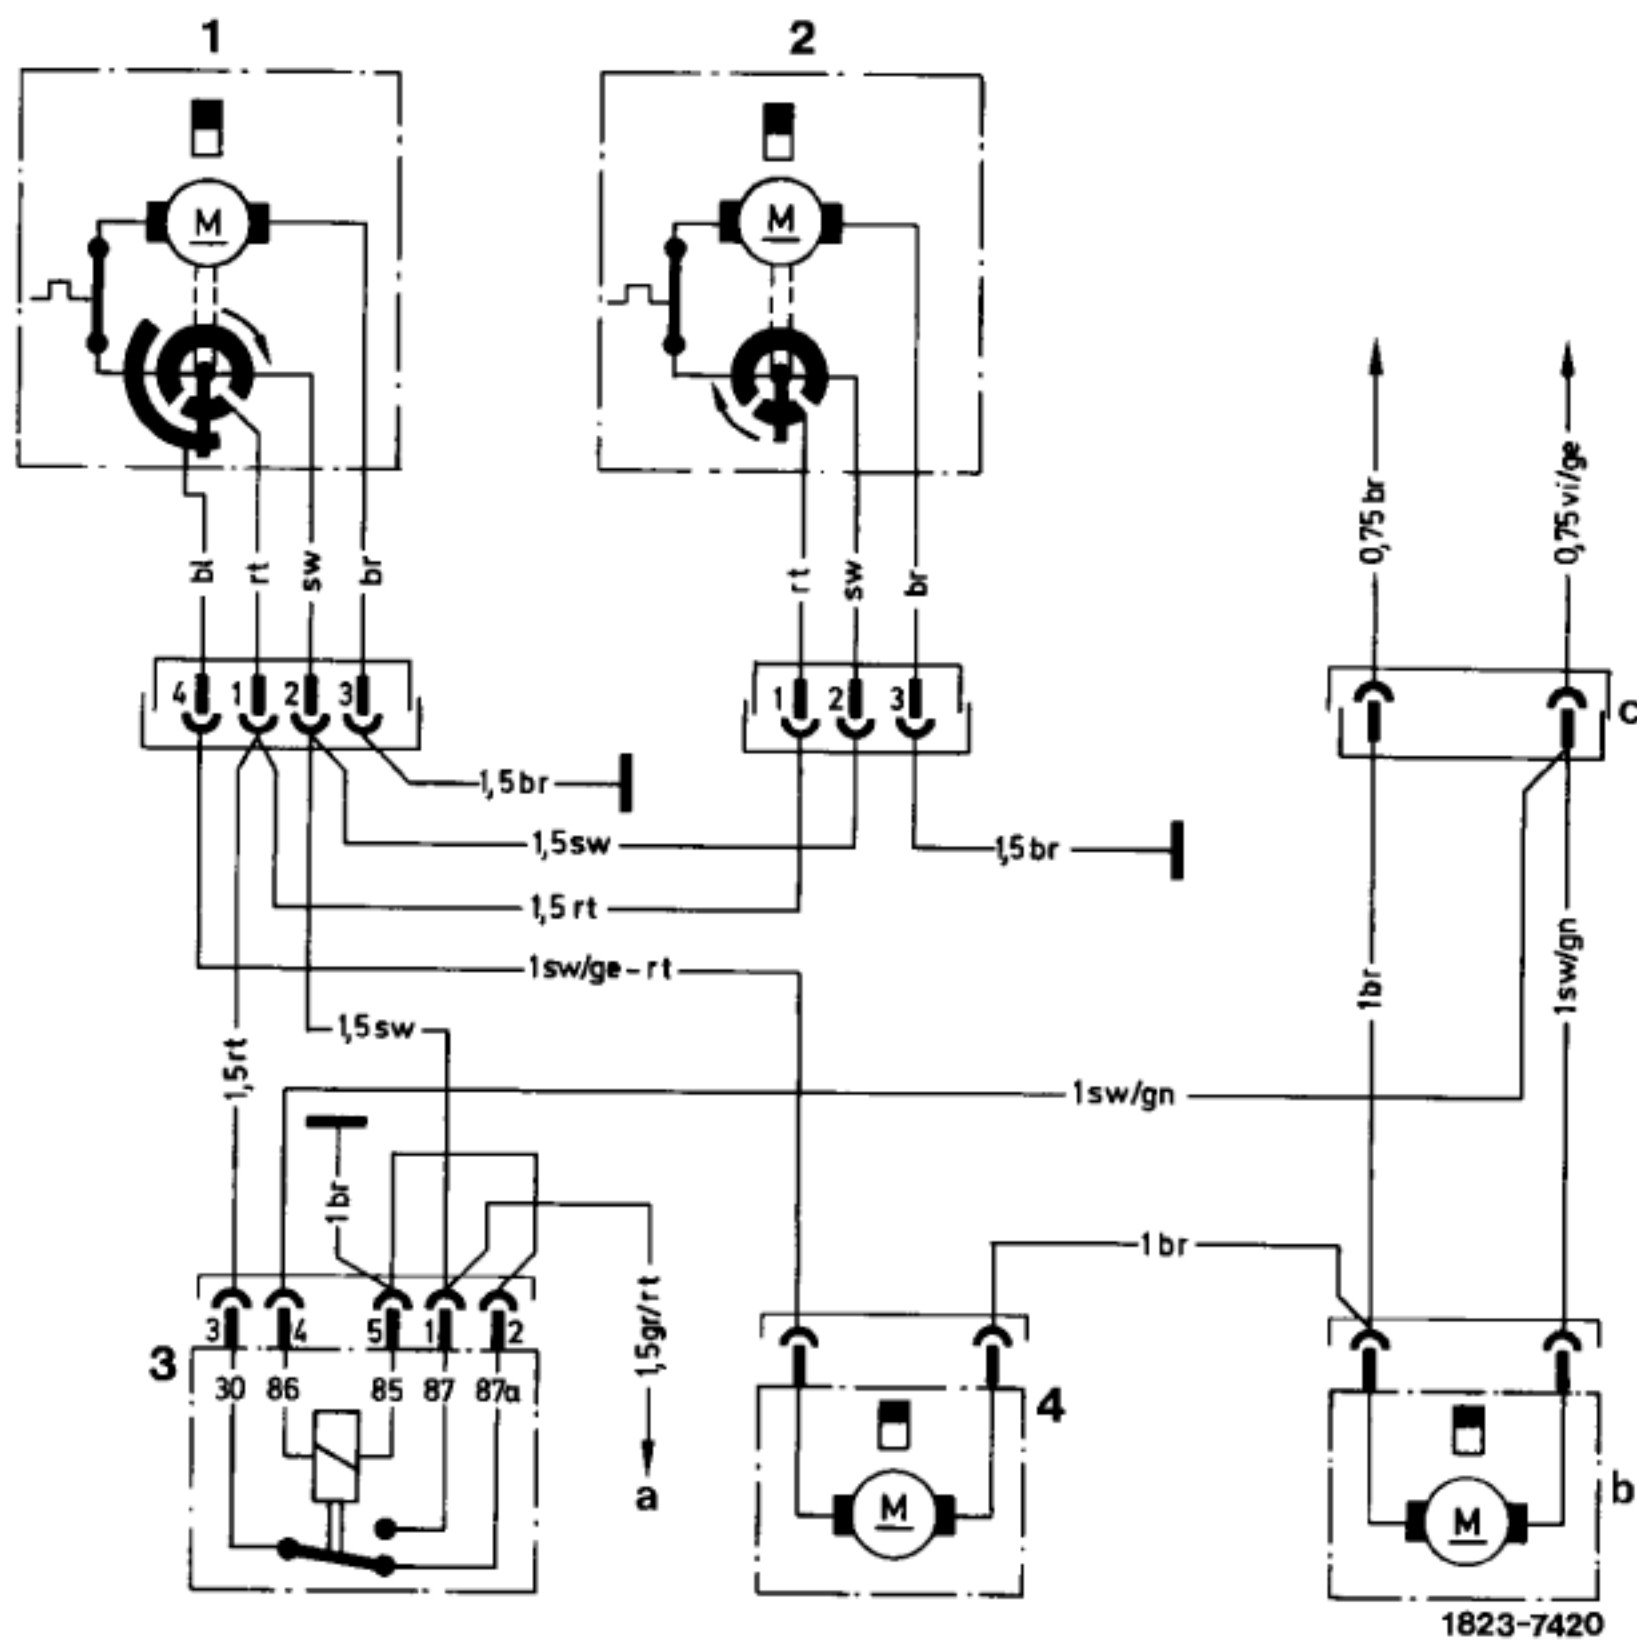 1
2
M
M
bl
rt
sw
br
rt
sw
br
0,75 br
0,75 vi/ge
4 1 2 3
1 2 3
c
1,5 br
1,5 sw
1,5 br
1,5 rt
1 sw/ge-rt
1,5 sw
1,5 rt
1 br
1 sw/gn
1 sw/gn
1 br
1 br
1,5 gr/rt
3 4 5 1 2
3
30 86 85 87 87a
4
a
M
b
M
1823-7420